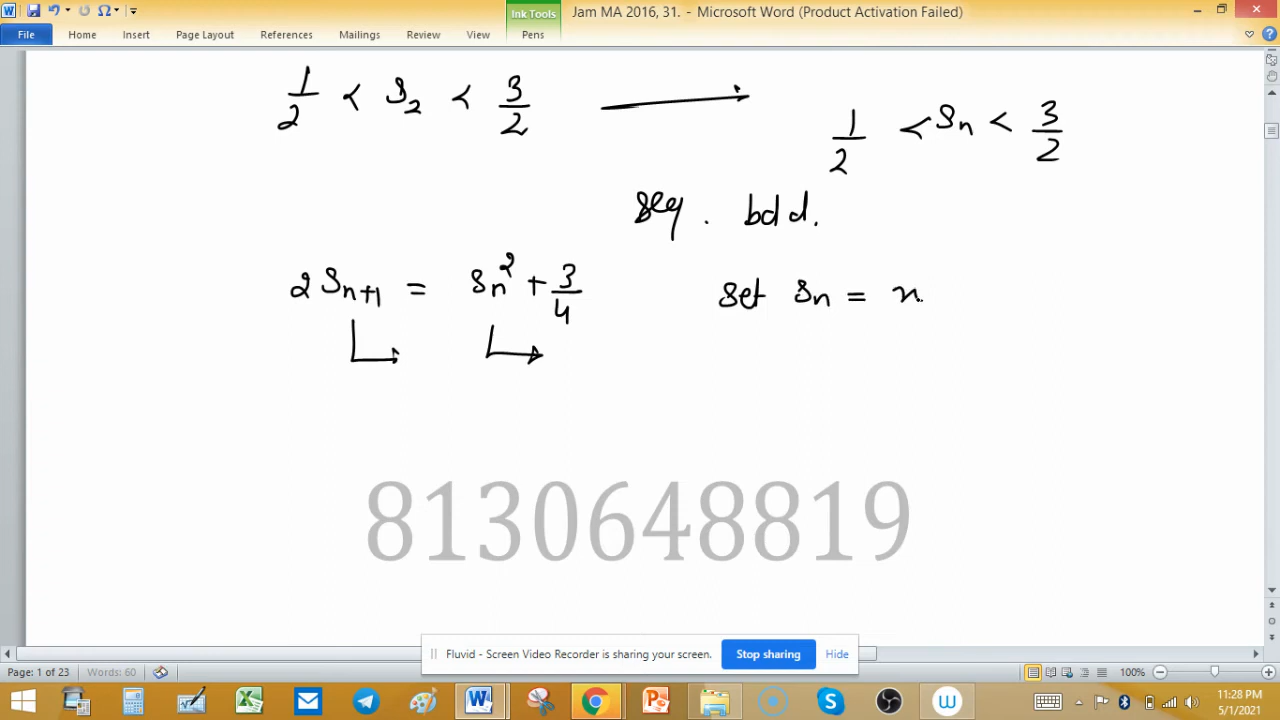 Ink Tools
Jam MA 2016, 31. - Microsoft Word (Product Activation Failed)
File Home Insert Page Layout References Mailings Review View Pens
1/2 < S₂ < 3/2 → 1/2 < Sₙ < 3/2
Seq. bdd.
2Sₙ₊₁ = Sₙ² + 3/4 set Sₙ = x
8130648819
Fluvid - Screen Video Recorder is sharing your screen. Stop sharing Hide
Page: 1 of 23 Words: 60 100%
11:28 PM
5/1/2021